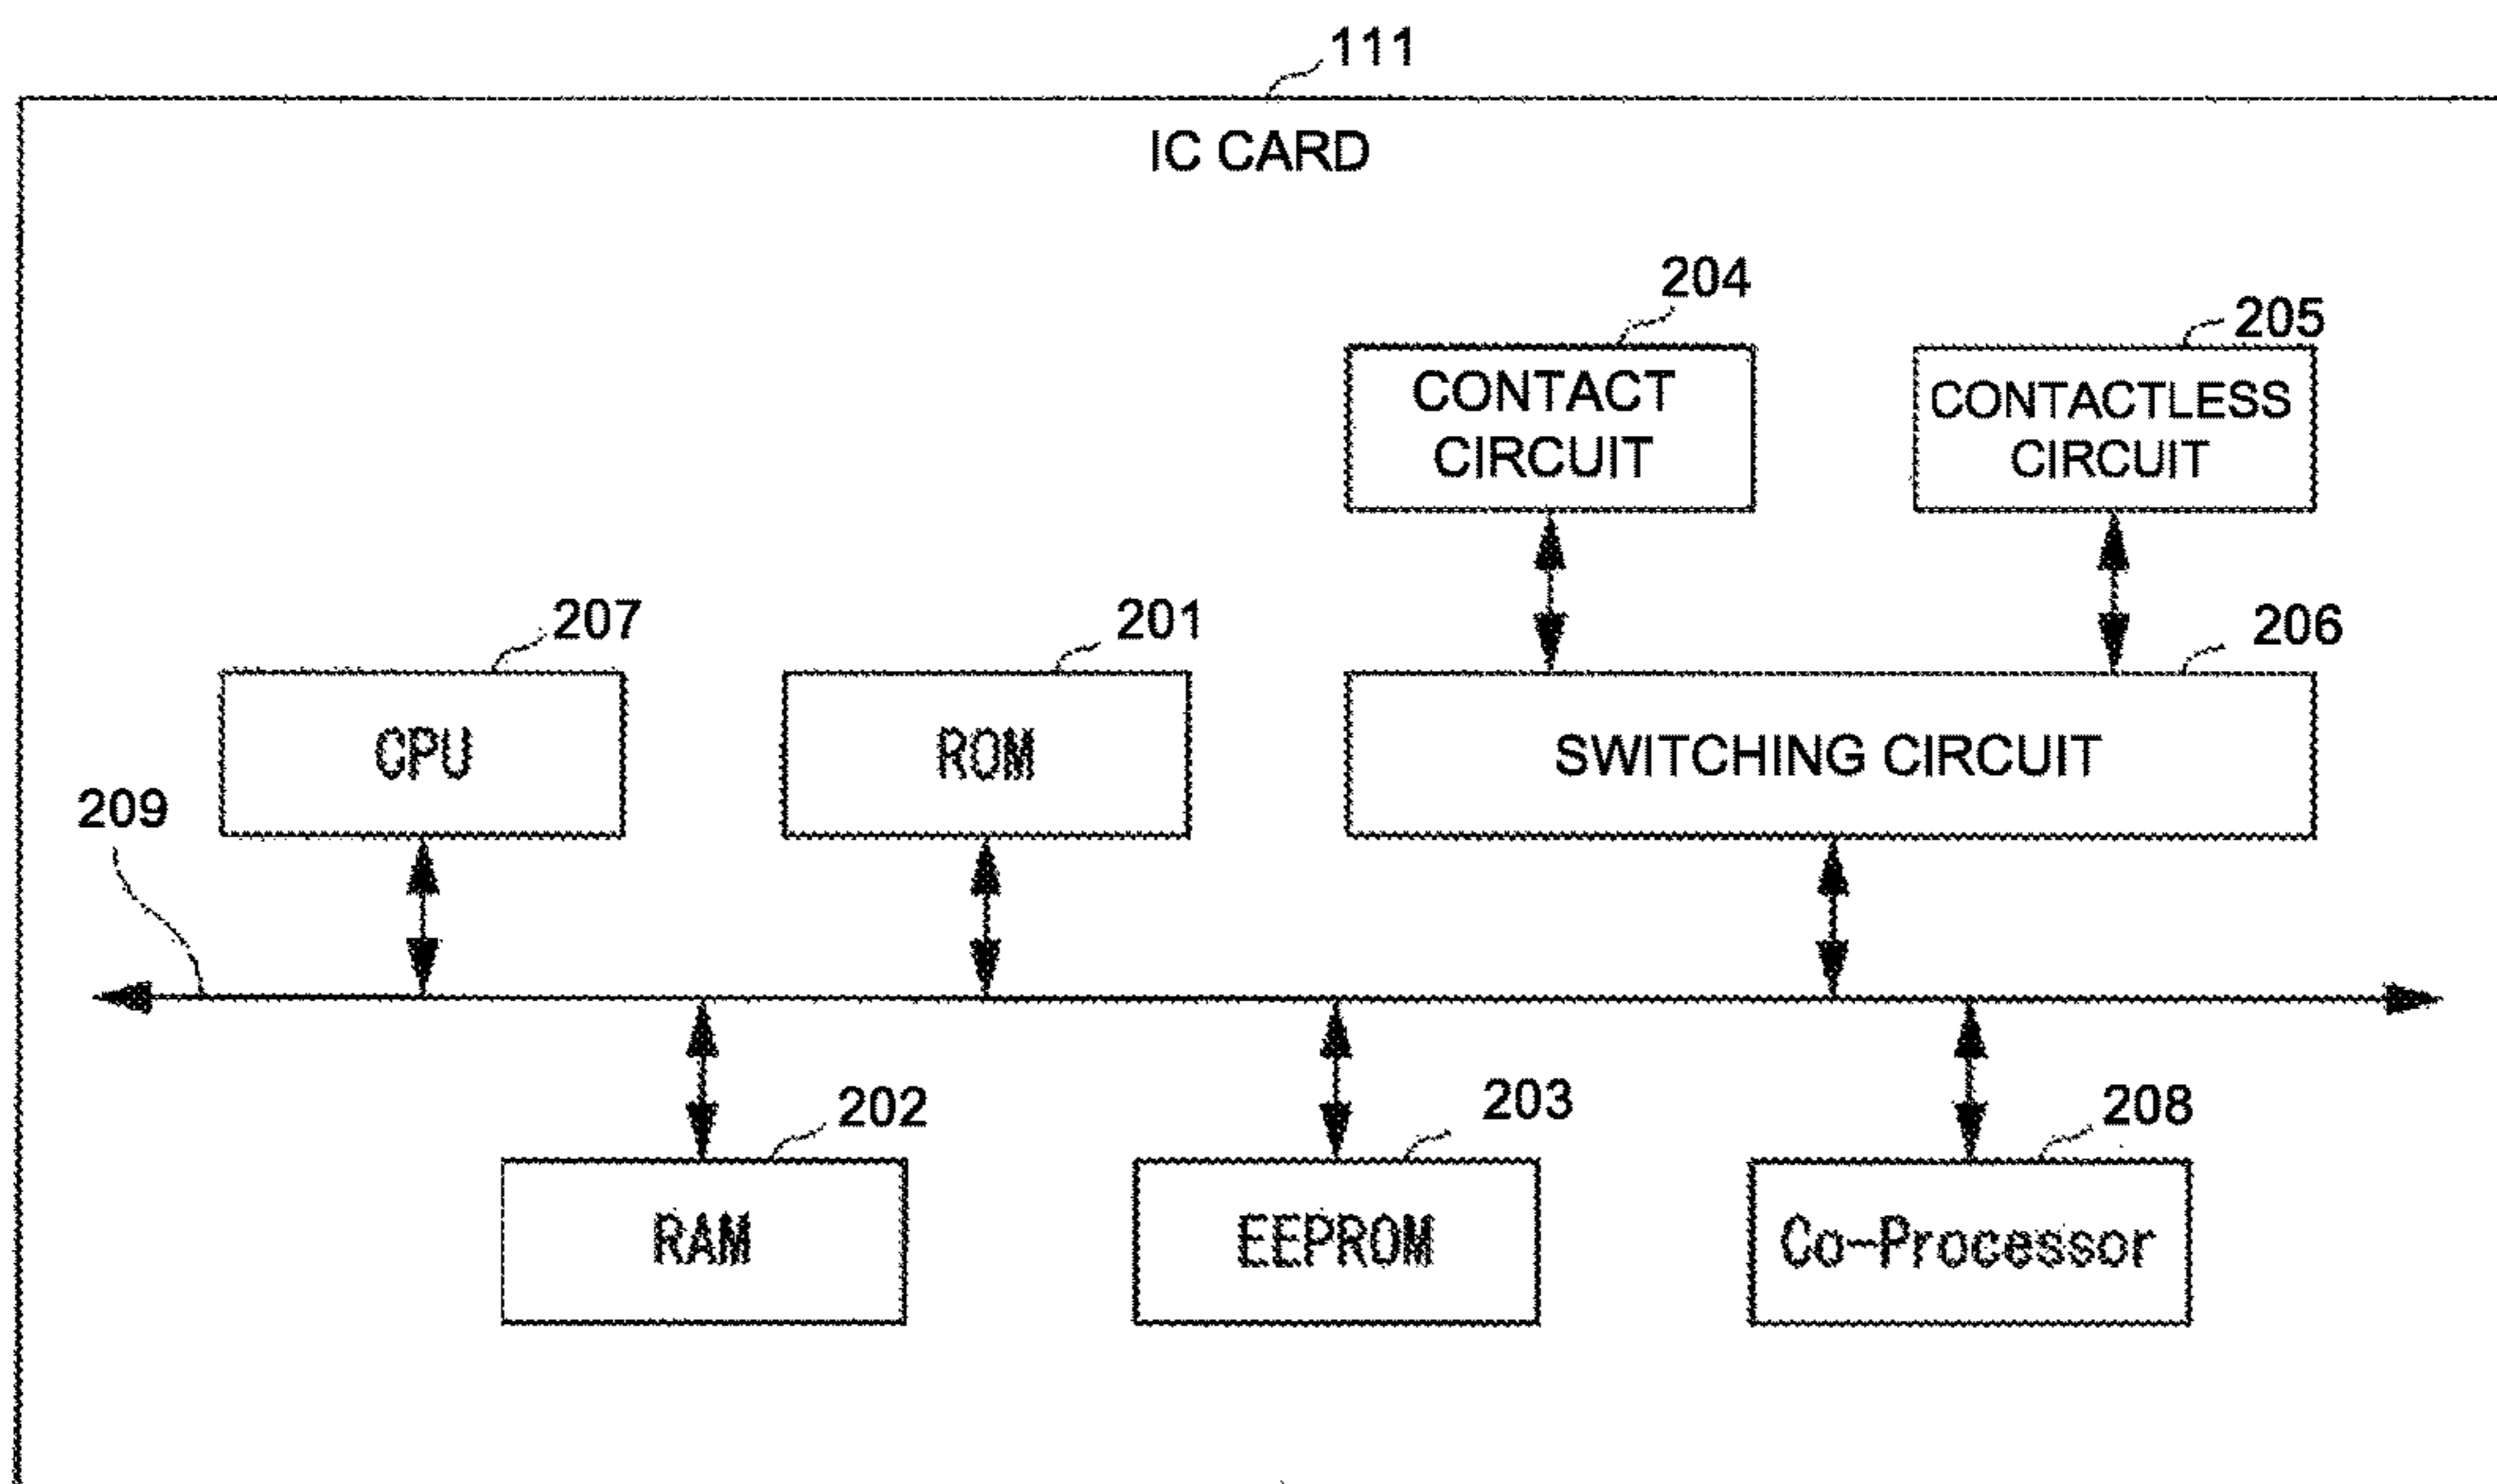 111
IC CARD
204
205
CONTACT
CIRCUIT
CONTACTLESS
CIRCUIT
207
201
206
CPU
ROM
SWITCHING CIRCUIT
209
202
203
208
RAM
EEPROM
Co-Processor